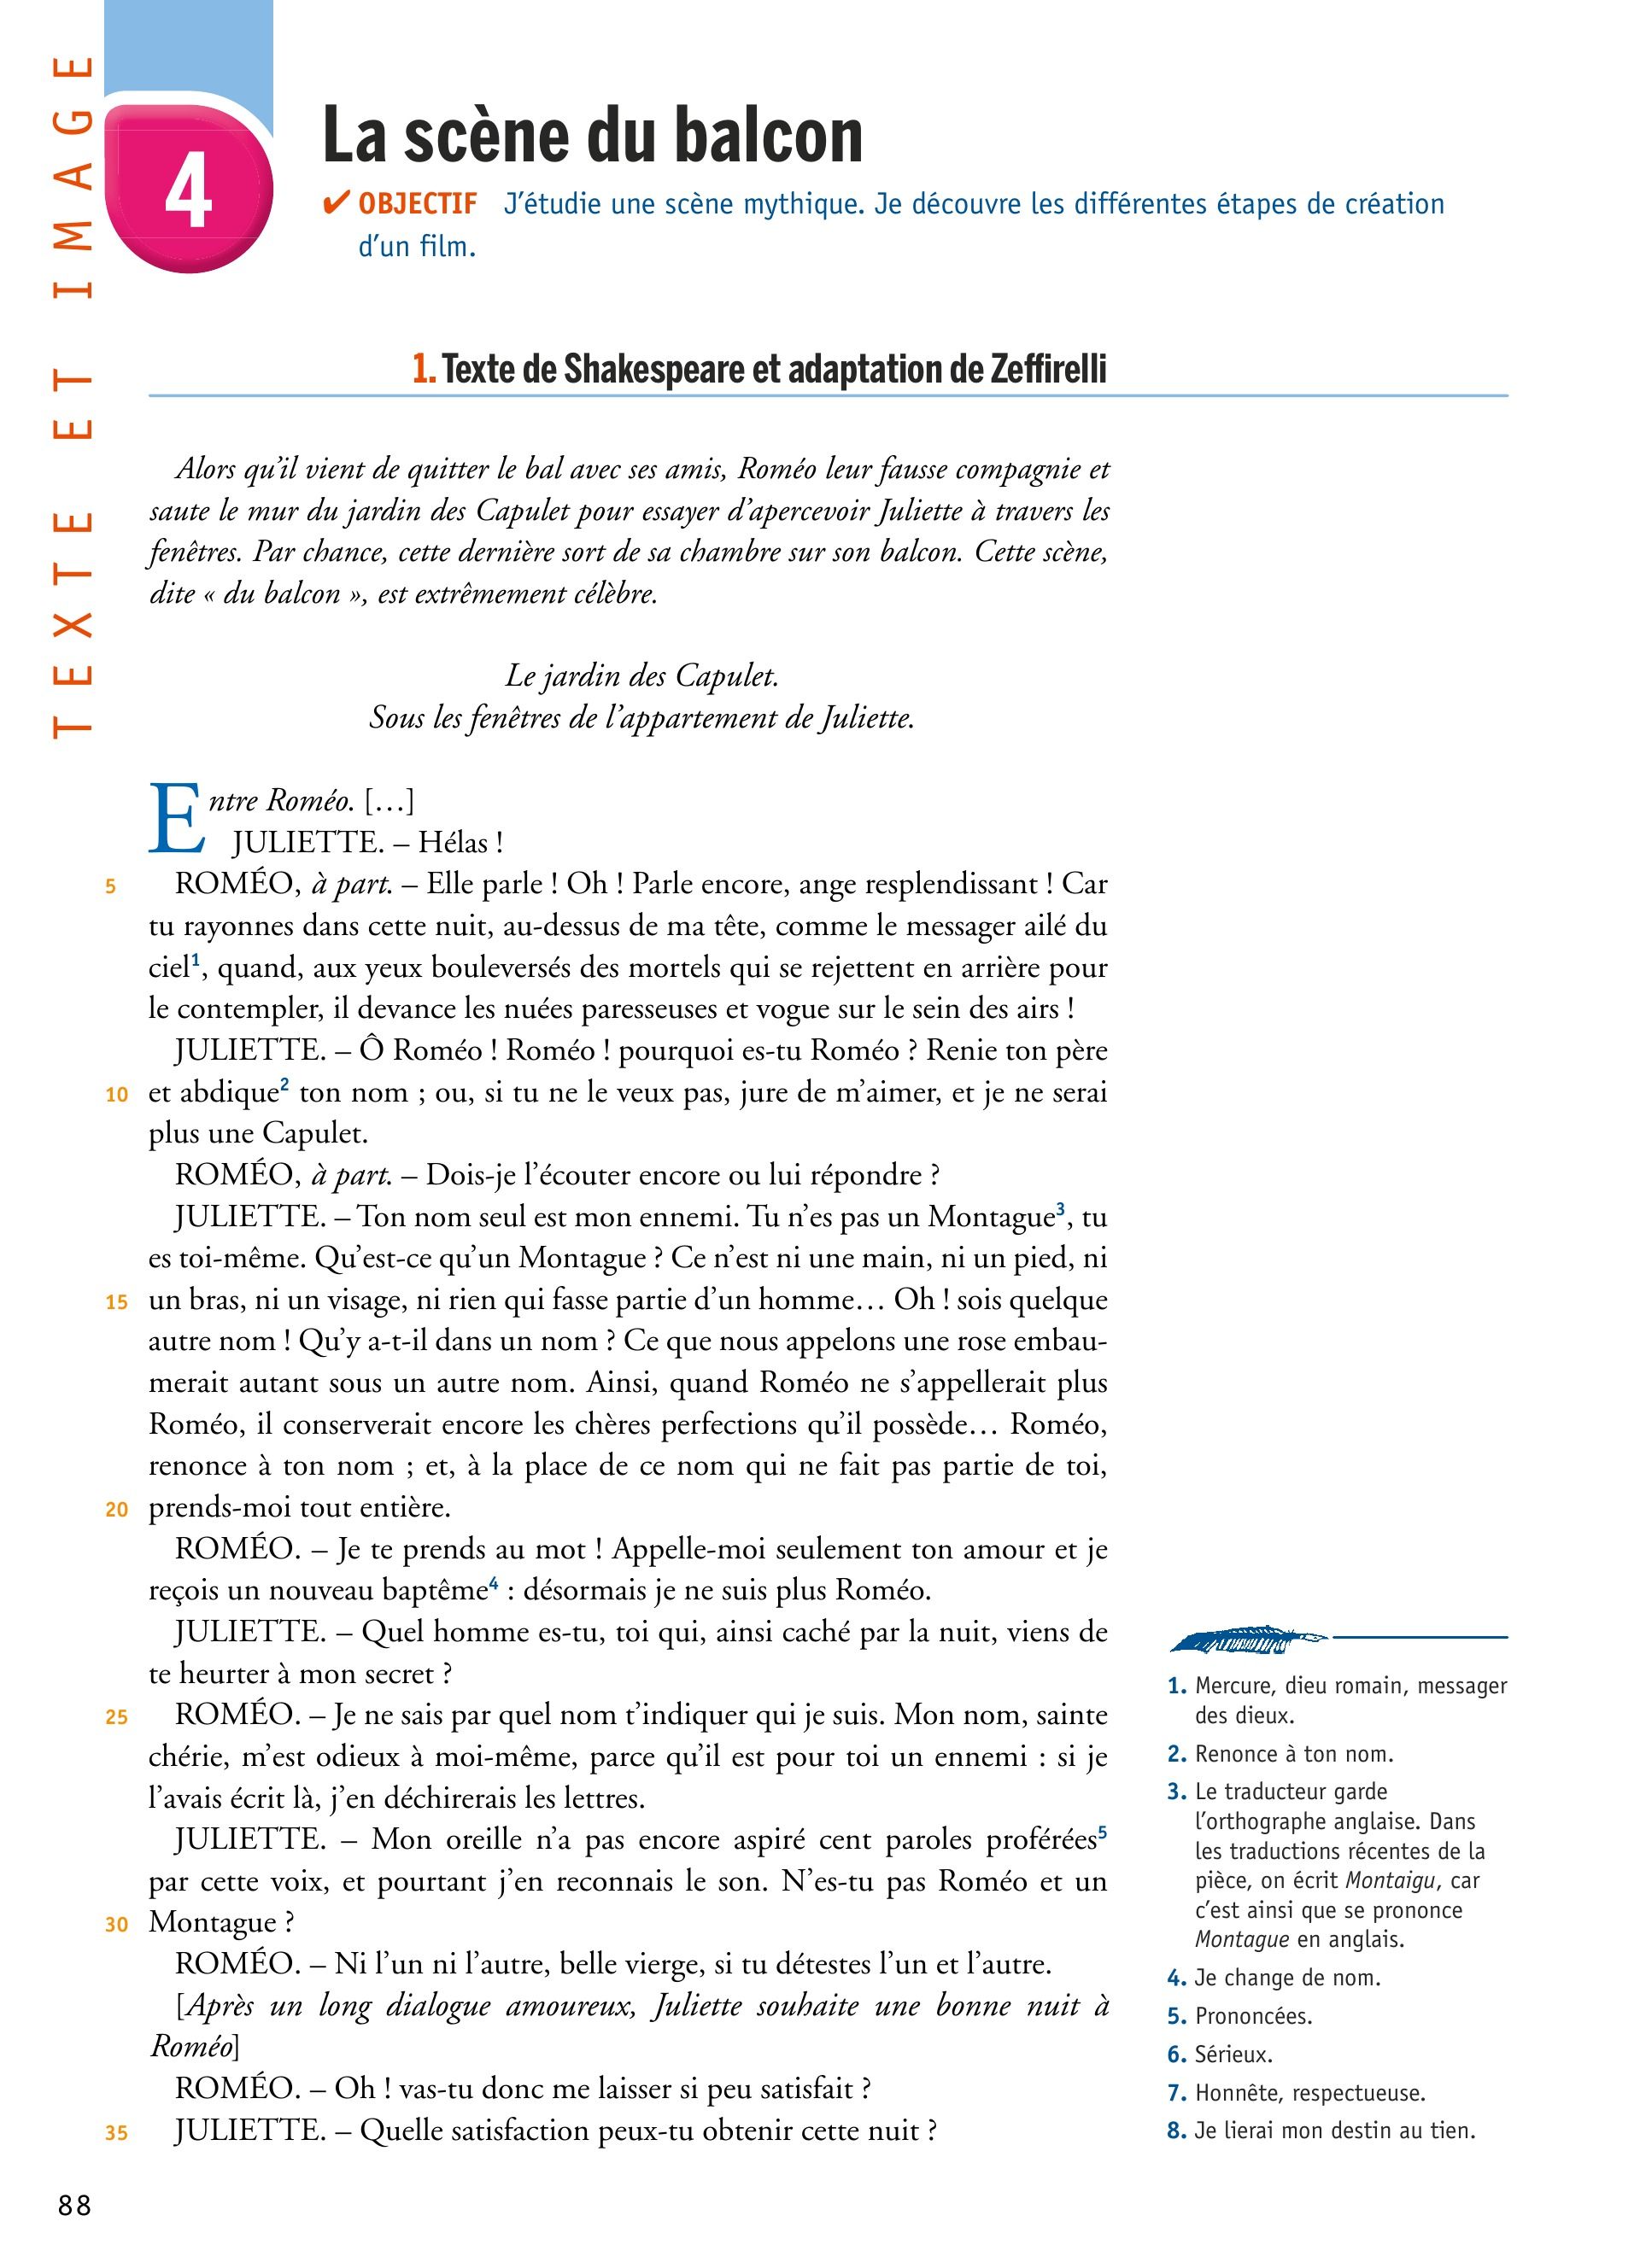 TEXTE ET IMAGE
4
La scène du balcon
✔ OBJECTIF J’étudie une scène mythique. Je découvre les différentes étapes de création
d’un film.
1. Texte de Shakespeare et adaptation de Zeffirelli
Alors qu’il vient de quitter le bal avec ses amis, Roméo leur fausse compagnie et
saute le mur du jardin des Capulet pour essayer d’apercevoir Juliette à travers les
fenêtres. Par chance, cette dernière sort de sa chambre sur son balcon. Cette scène,
dite « du balcon », est extrêmement célèbre.
Le jardin des Capulet.
Sous les fenêtres de l’appartement de Juliette.
Entre Roméo. […]
JULIETTE. – Hélas !
5 ROMÉO, à part. – Elle parle ! Oh ! Parle encore, ange resplendissant ! Car
tu rayonnes dans cette nuit, au-dessus de ma tête, comme le messager ailé du
ciel1, quand, aux yeux bouleversés des mortels qui se rejettent en arrière pour
le contempler, il devance les nuées paresseuses et vogue sur le sein des airs !
JULIETTE. – Ô Roméo ! Roméo ! pourquoi es-tu Roméo ? Renie ton père
10 et abdique2 ton nom ; ou, si tu ne le veux pas, jure de m’aimer, et je ne serai
plus une Capulet.
ROMÉO, à part. – Dois-je l’écouter encore ou lui répondre ?
JULIETTE. – Ton nom seul est mon ennemi. Tu n’es pas un Montague3, tu
es toi-même. Qu’est-ce qu’un Montague ? Ce n’est ni une main, ni un pied, ni
15 un bras, ni un visage, ni rien qui fasse partie d’un homme… Oh ! sois quelque
autre nom ! Qu’y a-t-il dans un nom ? Ce que nous appelons une rose embau-
merait autant sous un autre nom. Ainsi, quand Roméo ne s’appellerait plus
Roméo, il conserverait encore les chères perfections qu’il possède… Roméo,
renonce à ton nom ; et, à la place de ce nom qui ne fait pas partie de toi,
20 prends-moi tout entière.
ROMÉO. – Je te prends au mot ! Appelle-moi seulement ton amour et je
reçois un nouveau baptême4 : désormais je ne suis plus Roméo.
JULIETTE. – Quel homme es-tu, toi qui, ainsi caché par la nuit, viens de
te heurter à mon secret ?
25 ROMÉO. – Je ne sais par quel nom t’indiquer qui je suis. Mon nom, sainte
chérie, m’est odieux à moi-même, parce qu’il est pour toi un ennemi : si je
l’avais écrit là, j’en déchirerais les lettres.
JULIETTE. – Mon oreille n’a pas encore aspiré cent paroles proférées5
par cette voix, et pourtant j’en reconnais le son. N’es-tu pas Roméo et un
30 Montague ?
ROMÉO. – Ni l’un ni l’autre, belle vierge, si tu détestes l’un et l’autre.
[Après un long dialogue amoureux, Juliette souhaite une bonne nuit à
Roméo]
ROMÉO. – Oh ! vas-tu donc me laisser si peu satisfait ?
35 JULIETTE. – Quelle satisfaction peux-tu obtenir cette nuit ?
1. Mercure, dieu romain, messager
des dieux.
2. Renonce à ton nom.
3. Le traducteur garde
l’orthographe anglaise. Dans
les traductions récentes de la
pièce, on écrit Montaigu, car
c’est ainsi que se prononce
Montague en anglais.
4. Je change de nom.
5. Prononcées.
6. Sérieux.
7. Honnête, respectueuse.
8. Je lierai mon destin au tien.
88